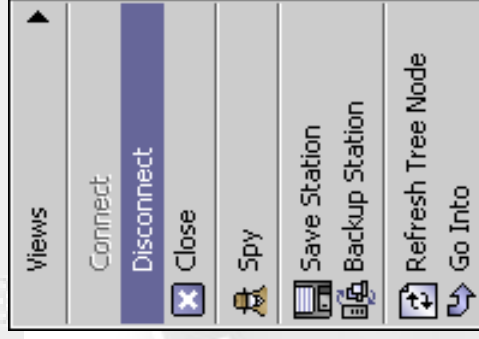 Views
Connect
Disconnect
Close
Spy
Save Station
Backup Station
Refresh Tree Node
Go Into